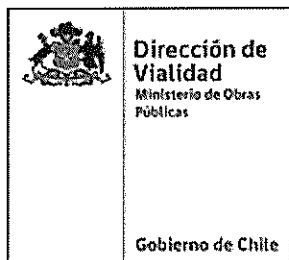 Dirección de
Vialidad
Ministerio de Obras
Públicas
Gobierno de Chile